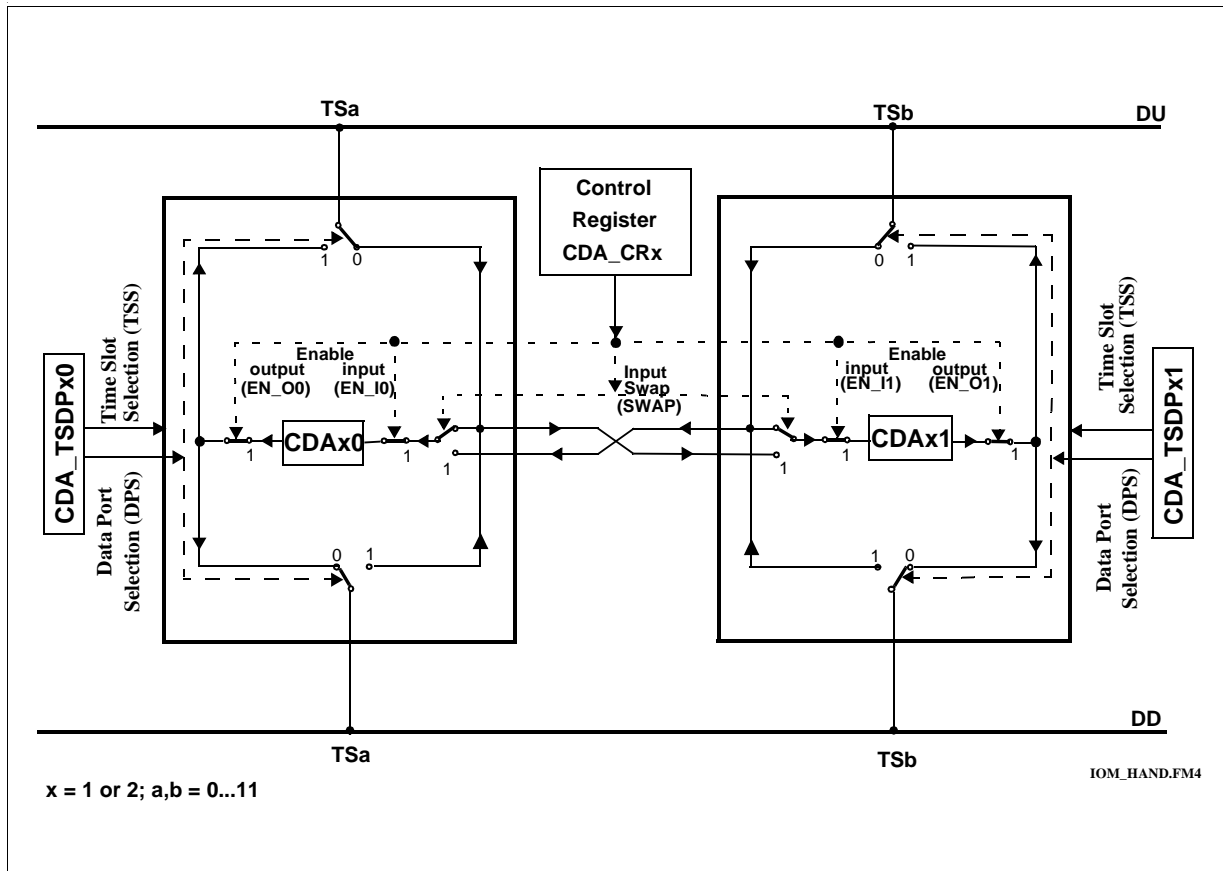 TSa
TSb
DU
Control
Register
CDA_CRx
1
0
0
1
Time Slot
Selection (TSS)
Time Slot
Selection (TSS)
Enable
output
(EN_O0)
input
(EN_I0)
Input
Swap
(SWAP)
Enable
input
(EN_I1)
output
(EN_O1)
CDA_TSDPx0
CDAx0
CDAx1
CDA_TSDPx1
1
1
1
1
1
1
Data Port
Selection (DPS)
Data Port
Selection (DPS)
0
1
1
0
DD
TSa
TSb
IOM_HAND.FM4
x = 1 or 2; a,b = 0...11